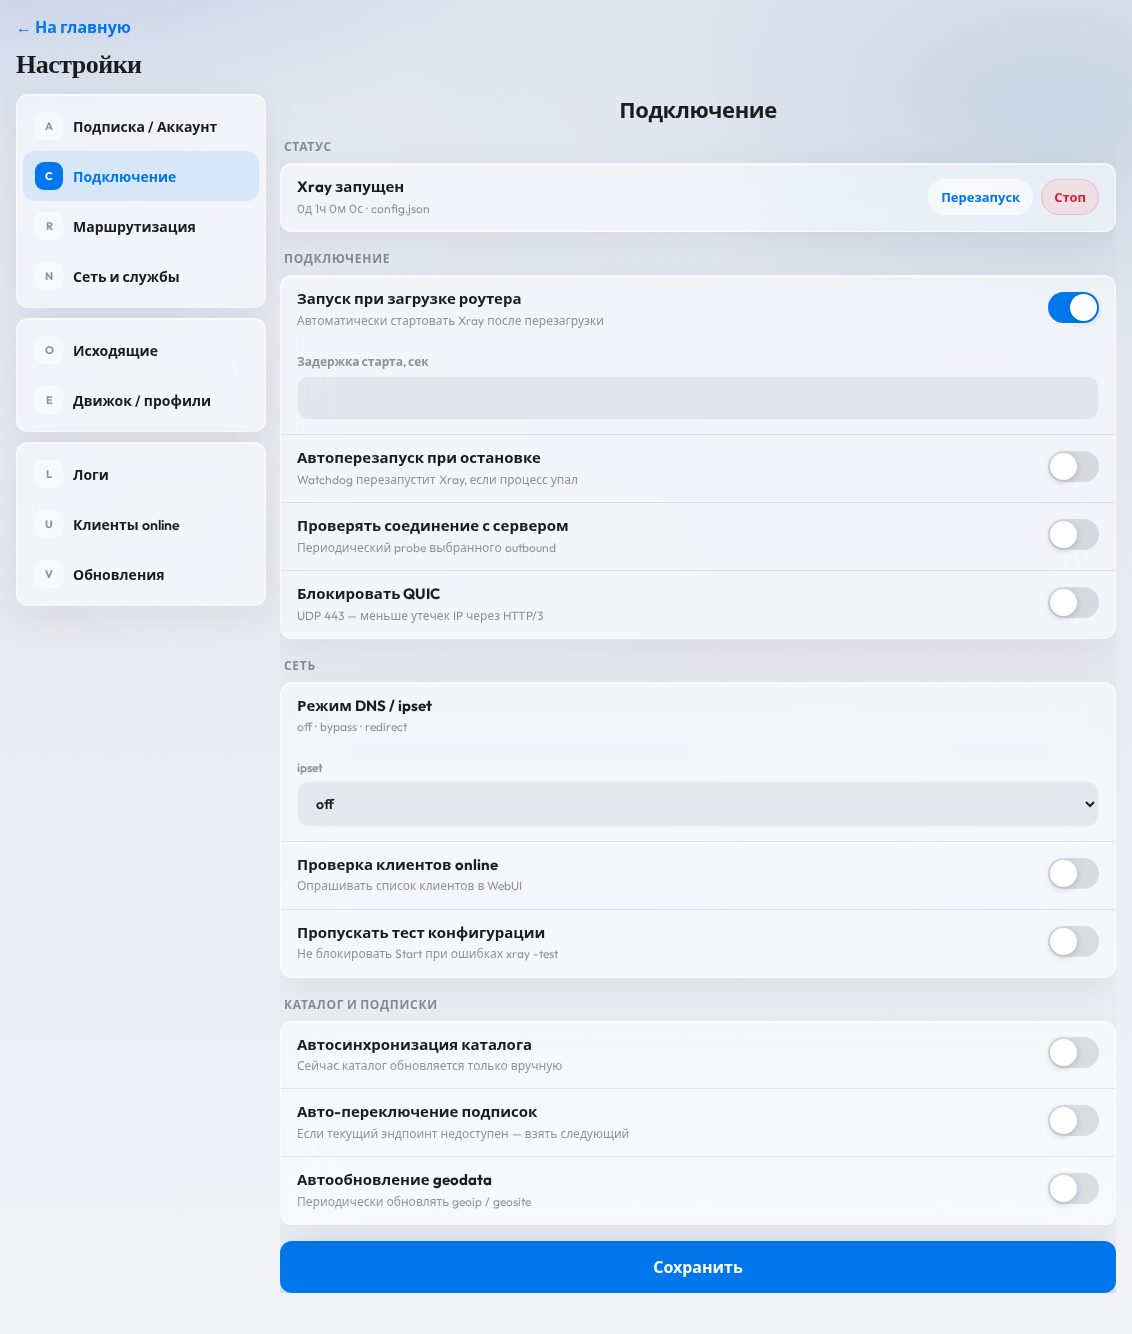 ← На главную
Настройки
A Подписка / Аккаунт
C Подключение
R Маршрутизация
N Сеть и службы
O Исходящие
E Движок / профили
L Логи
U Клиенты online
V Обновления
Подключение
СТАТУС
Xray запущен
0д 1ч 0м 0с · config.json
Перезапуск
Стоп
ПОДКЛЮЧЕНИЕ
Запуск при загрузке роутера
Автоматически стартовать Xray после перезагрузки
Задержка старта, сек
Автоперезапуск при остановке
Watchdog перезапустит Xray, если процесс упал
Проверять соединение с сервером
Периодический probe выбранного outbound
Блокировать QUIC
UDP 443 — меньше утечек IP через HTTP/3
СЕТЬ
Режим DNS / ipset
off · bypass · redirect
ipset
off
Проверка клиентов online
Опрашивать список клиентов в WebUI
Пропускать тест конфигурации
Не блокировать Start при ошибках xray -test
КАТАЛОГ И ПОДПИСКИ
Автосинхронизация каталога
Сейчас каталог обновляется только вручную
Авто-переключение подписок
Если текущий эндпоинт недоступен — взять следующий
Автообновление geodata
Периодически обновлять geoip / geosite
Сохранить